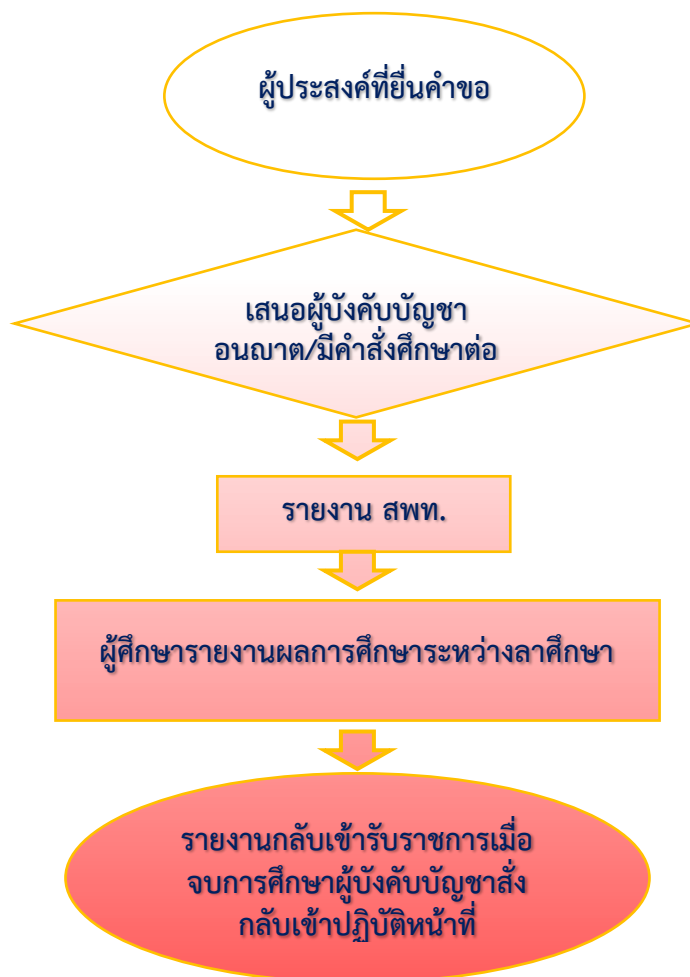 ผู้ประสงค์ที่ยื่นคำขอ
เสนอผู้บังคับบัญชา
อนุญาต/มีคำสั่งศึกษาต่อ
รายงาน สพท.
ผู้ศึกษารายงานผลการศึกษาระหว่างลาศึกษา
รายงานกลับเข้ารับราชการเมื่อ
จบการศึกษาผู้บังคับบัญชาสั่ง
กลับเข้าปฏิบัติหน้าที่